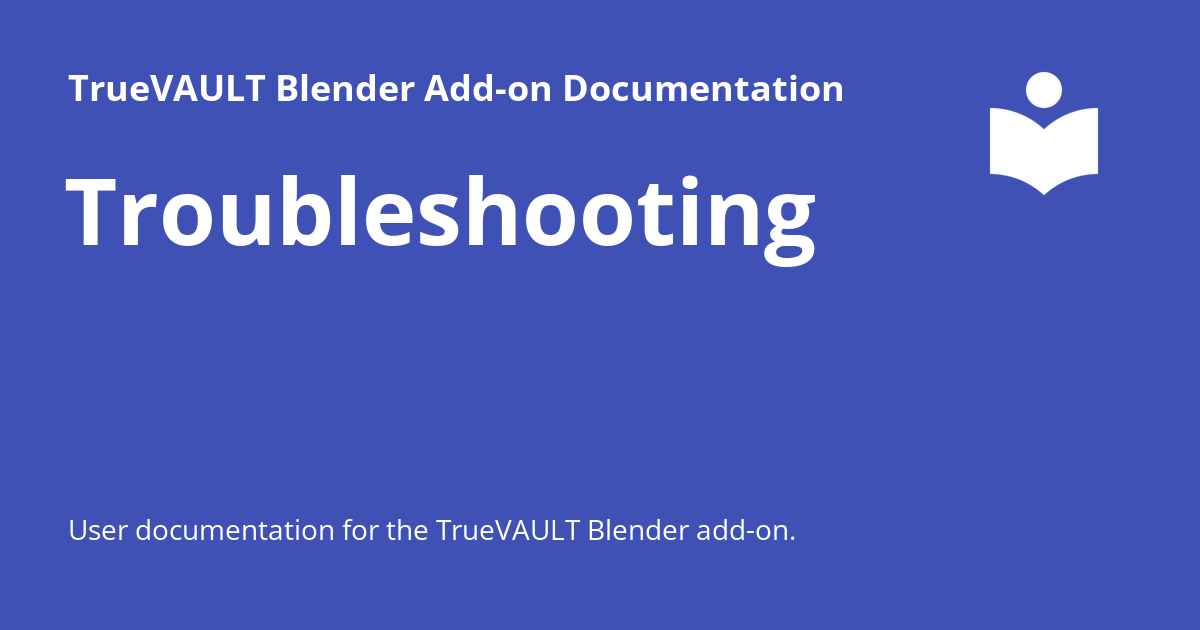 TrueVAULT Blender Add-on Documentation
Troubleshooting
User documentation for the TrueVAULT Blender add-on.